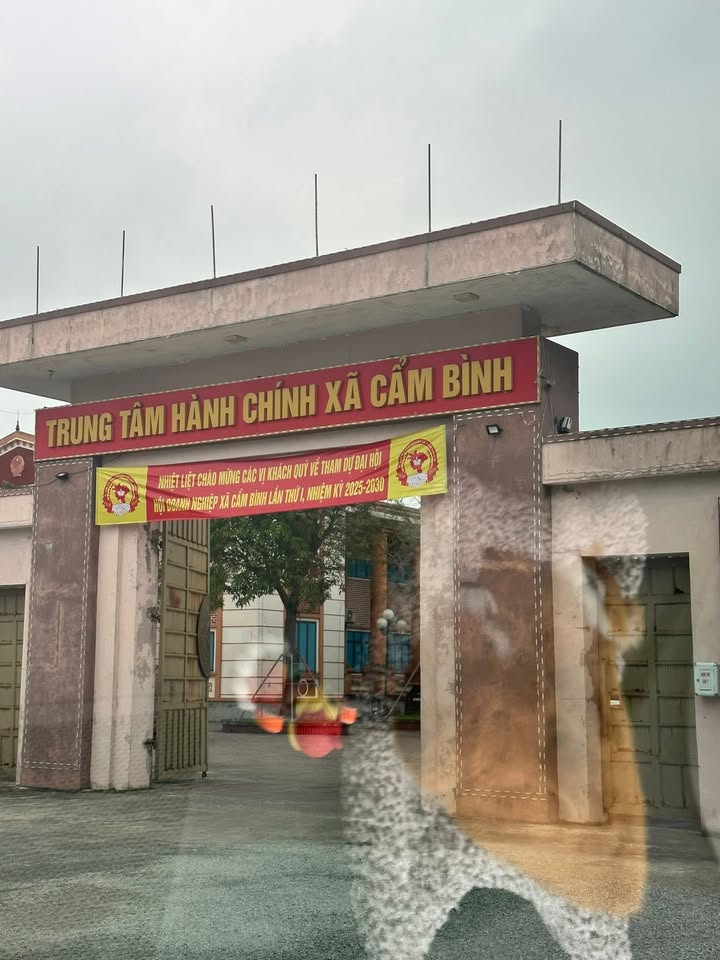 TRUNG TÂM HÀNH CHÍNH XÃ CẨM BÌNH
NHIỆT LIỆT CHÀO MỪNG CÁC VỊ KHÁCH QUÝ VỀ THAM DỰ ĐẠI HỘI
HỘI DOANH NGHIỆP XÃ CẨM BÌNH LẦN THỨ I, NHIỆM KỲ 2025-2030